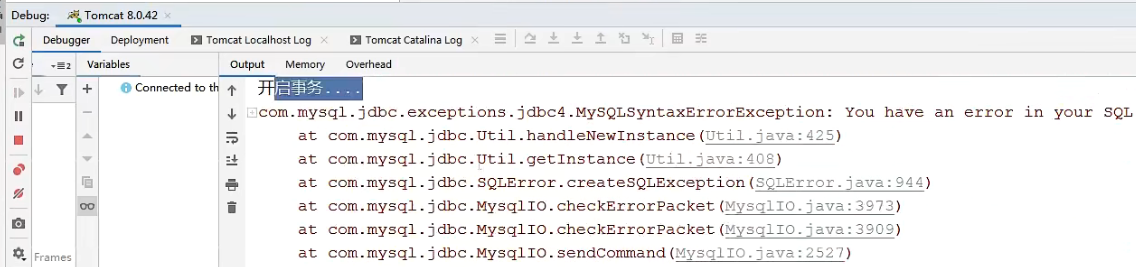 Debug: Tomcat 8.0.42
Debugger Deployment Tomcat Localhost Log Tomcat Catalina Log
Variables Output Memory Overhead
Connected to th
开启事务....
com.mysql.jdbc.exceptions.jdbc4.MySQLSyntaxErrorException: You have an error in your SQL
at com.mysql.jdbc.Util.handleNewInstance(Util.java:425)
at com.mysql.jdbc.Util.getInstance(Util.java:408)
at com.mysql.jdbc.SQLError.createSQLException(SQLError.java:944)
at com.mysql.jdbc.MysqlIO.checkErrorPacket(MysqlIO.java:3973)
at com.mysql.jdbc.MysqlIO.checkErrorPacket(MysqlIO.java:3909)
at com.mysql.jdbc.MysqlIO.sendCommand(MysqlIO.java:2527)
Frames